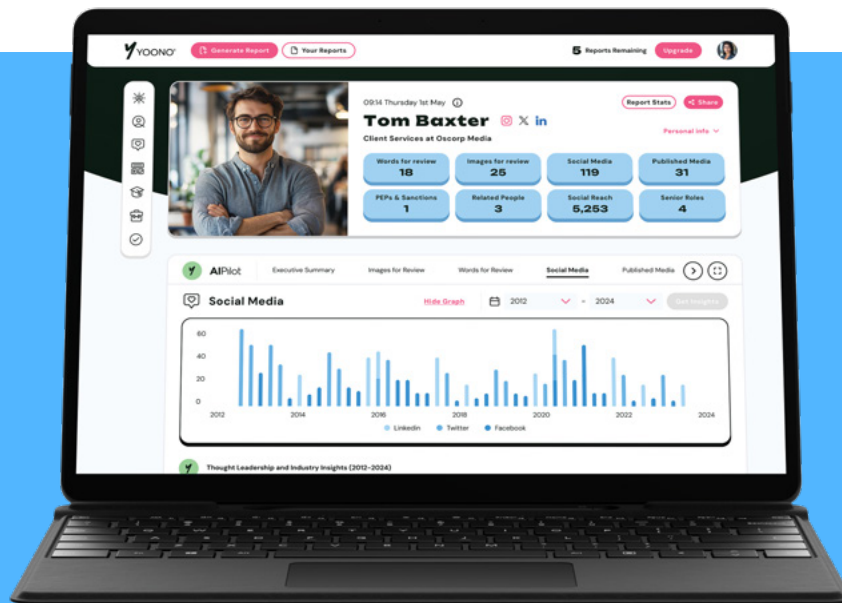 YOONO
Generate Report
Your Reports
5 Reports Remaining
Upgrade
09:14 Thursday 1st May
Report Stats
Share
Tom Baxter
in
Personal Info
Client Services at Oscorp Media
Words for review
18
Images for review
25
Social Media
119
Published Media
31
PEPs & Sanctions
1
Related People
3
Social Reach
5,253
Senior Roles
4
AIPilot
Executive Summary
Images for Review
Words for Review
Social Media
Published Media
Social Media
Hide Graph
2012 - 2024
Get Insights
60
40
20
0
2012 2014 2016 2018 2020 2022 2024
Linkedin Twitter Facebook
Thought Leadership and Industry Insights (2012-2024)